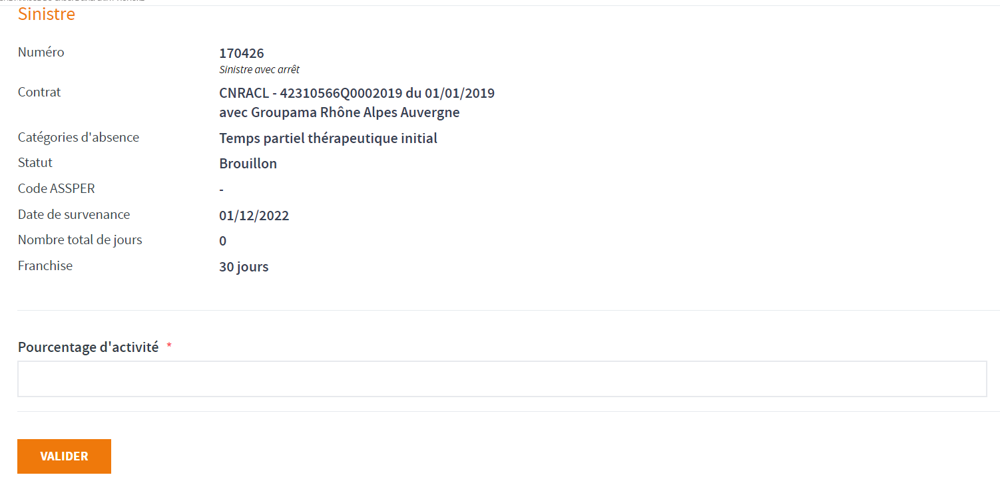 Sinistre
Numéro 170426
Sinistre avec arrêt
Contrat CNRACL - 42310566Q0002019 du 01/01/2019
avec Groupama Rhône Alpes Auvergne
Catégories d'absence Temps partiel thérapeutique initial
Statut Brouillon
Code ASSPER -
Date de survenance 01/12/2022
Nombre total de jours 0
Franchise 30 jours
Pourcentage d'activité *
VALIDER